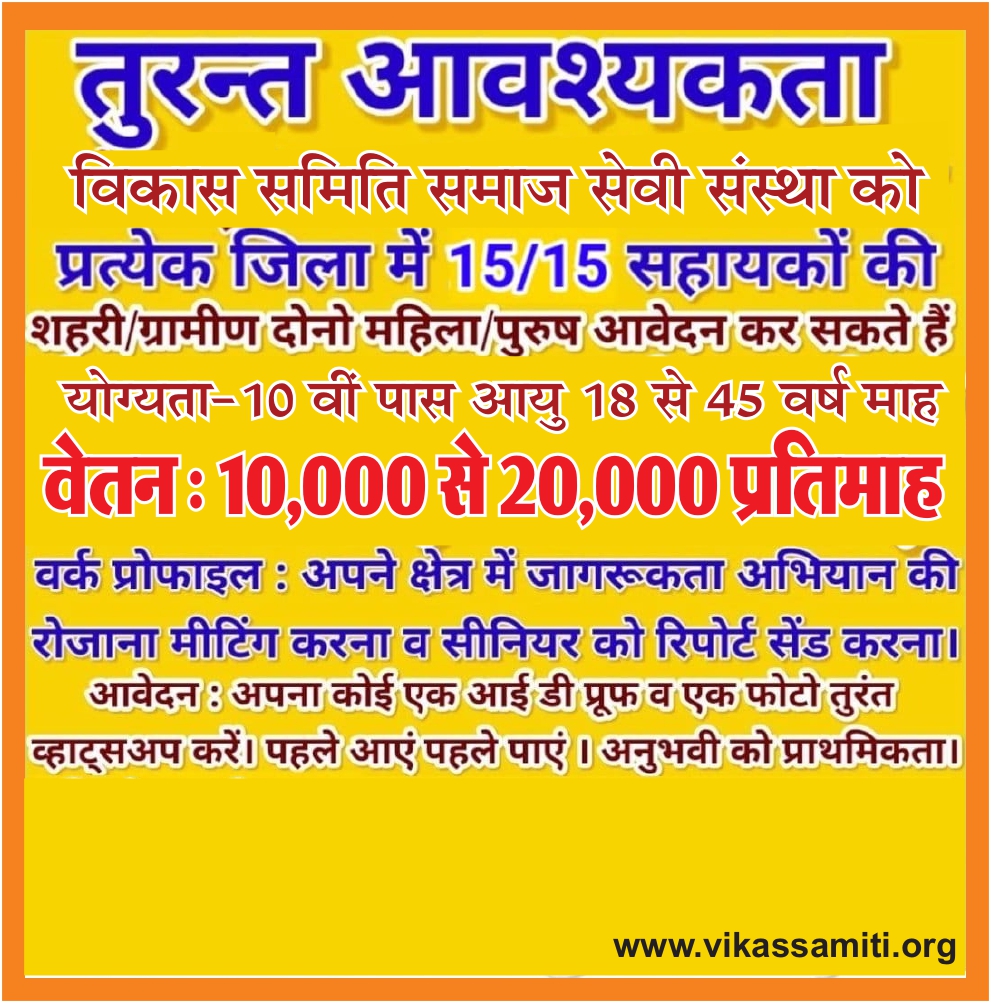 तुरन्त आवश्यकता
विकास समिति समाज सेवी संस्था को
प्रत्येक जिला में 15/15 सहायकों की
शहरी/ग्रामीण दोनो महिला/पुरुष आवेदन कर सकते हैं
योग्यता-10 वीं पास आयु 18 से 45 वर्ष माह
वेतन : 10,000 से 20,000 प्रतिमाह
वर्क प्रोफाइल : अपने क्षेत्र में जागरूकता अभियान की
रोजाना मीटिंग करना व सीनियर को रिपोर्ट सेंड करना।
आवेदन : अपना कोई एक आई डी प्रूफ व एक फोटो तुरंत
व्हाट्सअप करें। पहले आएं पहले पाएं । अनुभवी को प्राथमिकता।
www.vikassamiti.org